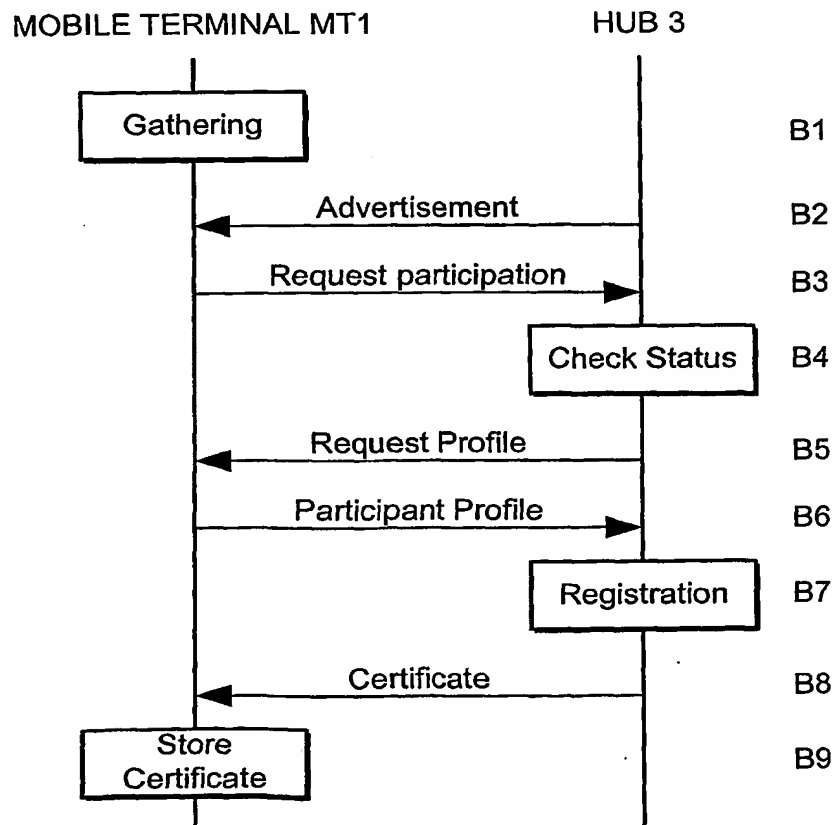 MOBILE TERMINAL MT1 HUB 3
Gathering B1
Advertisement B2
Request participation B3
Check Status B4
Request Profile B5
Participant Profile B6
Registration B7
Certificate B8
Store
Certificate B9